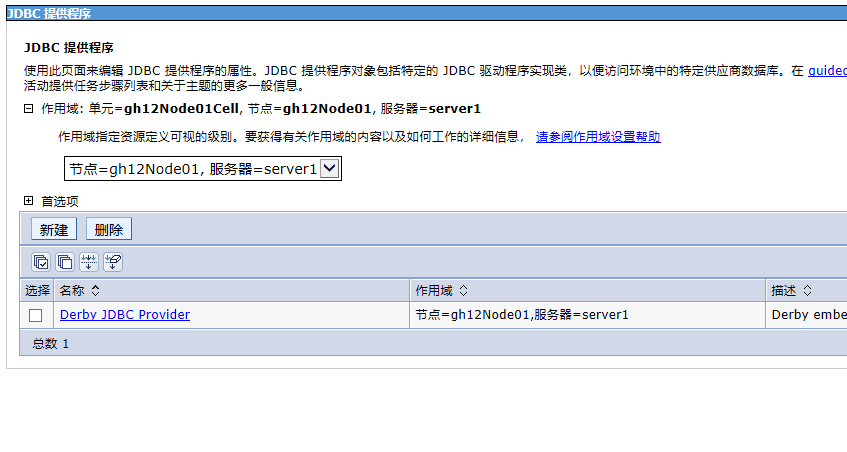 JDBC 提供程序
JDBC 提供程序
使用此页面来编辑 JDBC 提供程序的属性。JDBC 提供程序对象包括特定的 JDBC 驱动程序实现类，以便访问环境中的特定供应商数据库。在 guided
活动提供任务步骤列表和关于主题的更多一般信息。
作用域: 单元=gh12Node01Cell, 节点=gh12Node01, 服务器=server1
作用域指定资源定义可视的级别。要获得有关作用域的内容以及如何工作的详细信息， 请参阅作用域设置帮助
节点=gh12Node01, 服务器=server1
首选项
新建 删除
选择 名称 作用域 描述
Derby JDBC Provider 节点=gh12Node01,服务器=server1 Derby embe
总数 1